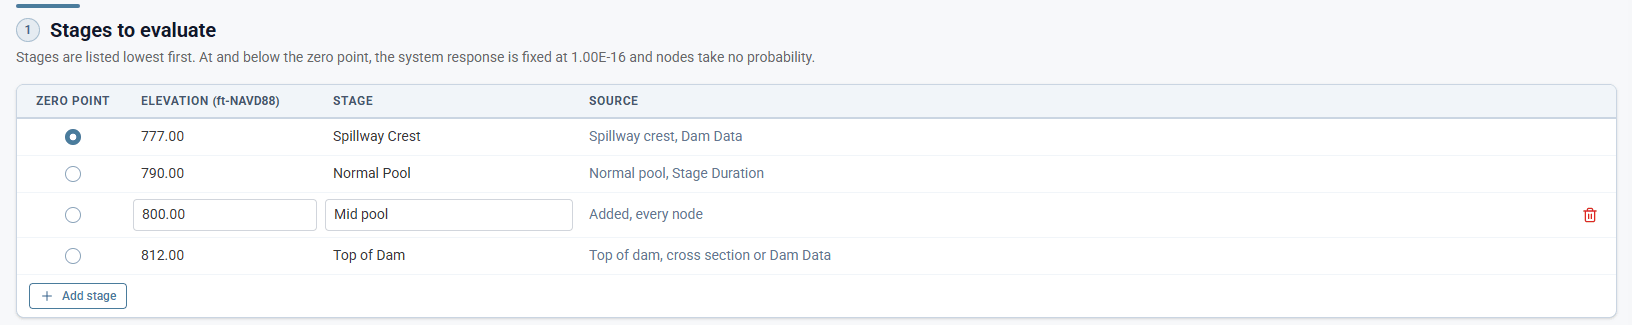 1 Stages to evaluate
Stages are listed lowest first. At and below the zero point, the system response is fixed at 1.00E-16 and nodes take no probability.
ZERO POINT ELEVATION (ft-NAVD88) STAGE SOURCE
777.00 Spillway Crest Spillway crest, Dam Data
790.00 Normal Pool Normal pool, Stage Duration
800.00 Mid pool Added, every node
812.00 Top of Dam Top of dam, cross section or Dam Data
+ Add stage